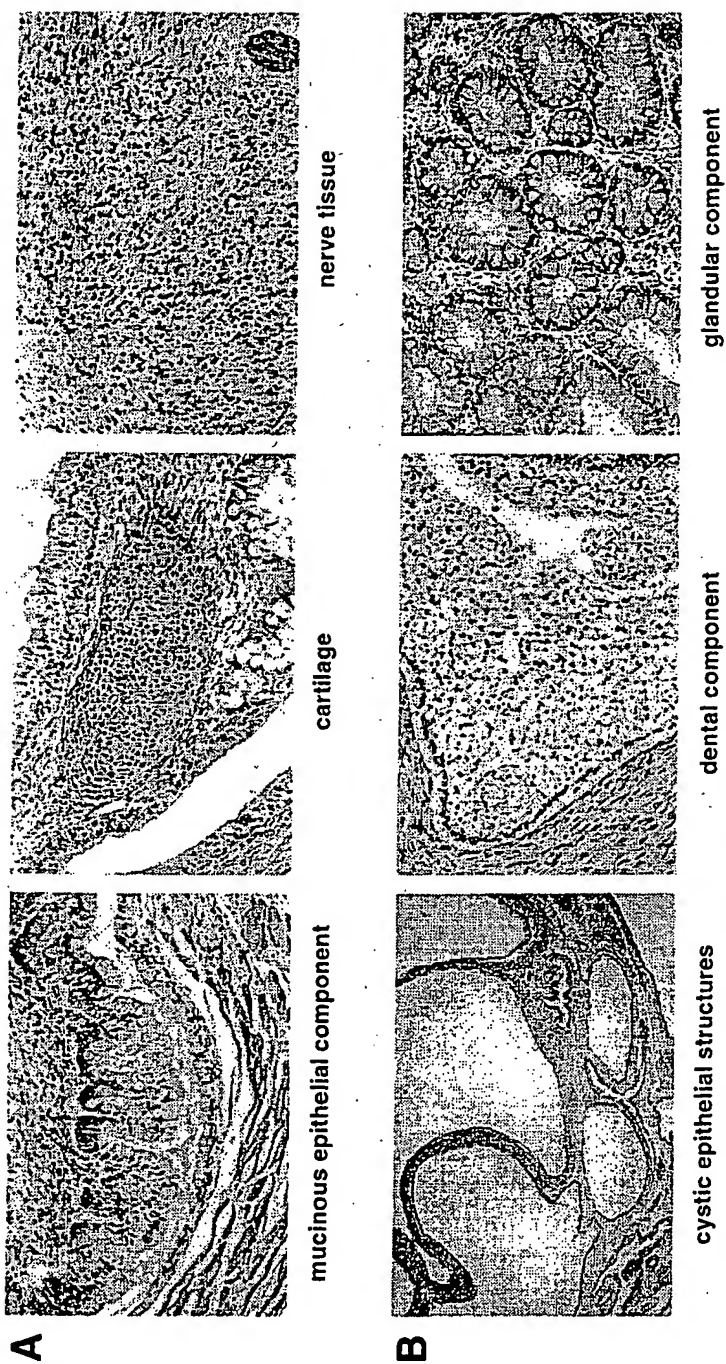 A
mucinous epithelial component
cartilage
nerve tissue
B
cystic epithelial structures
dental component
glandular component